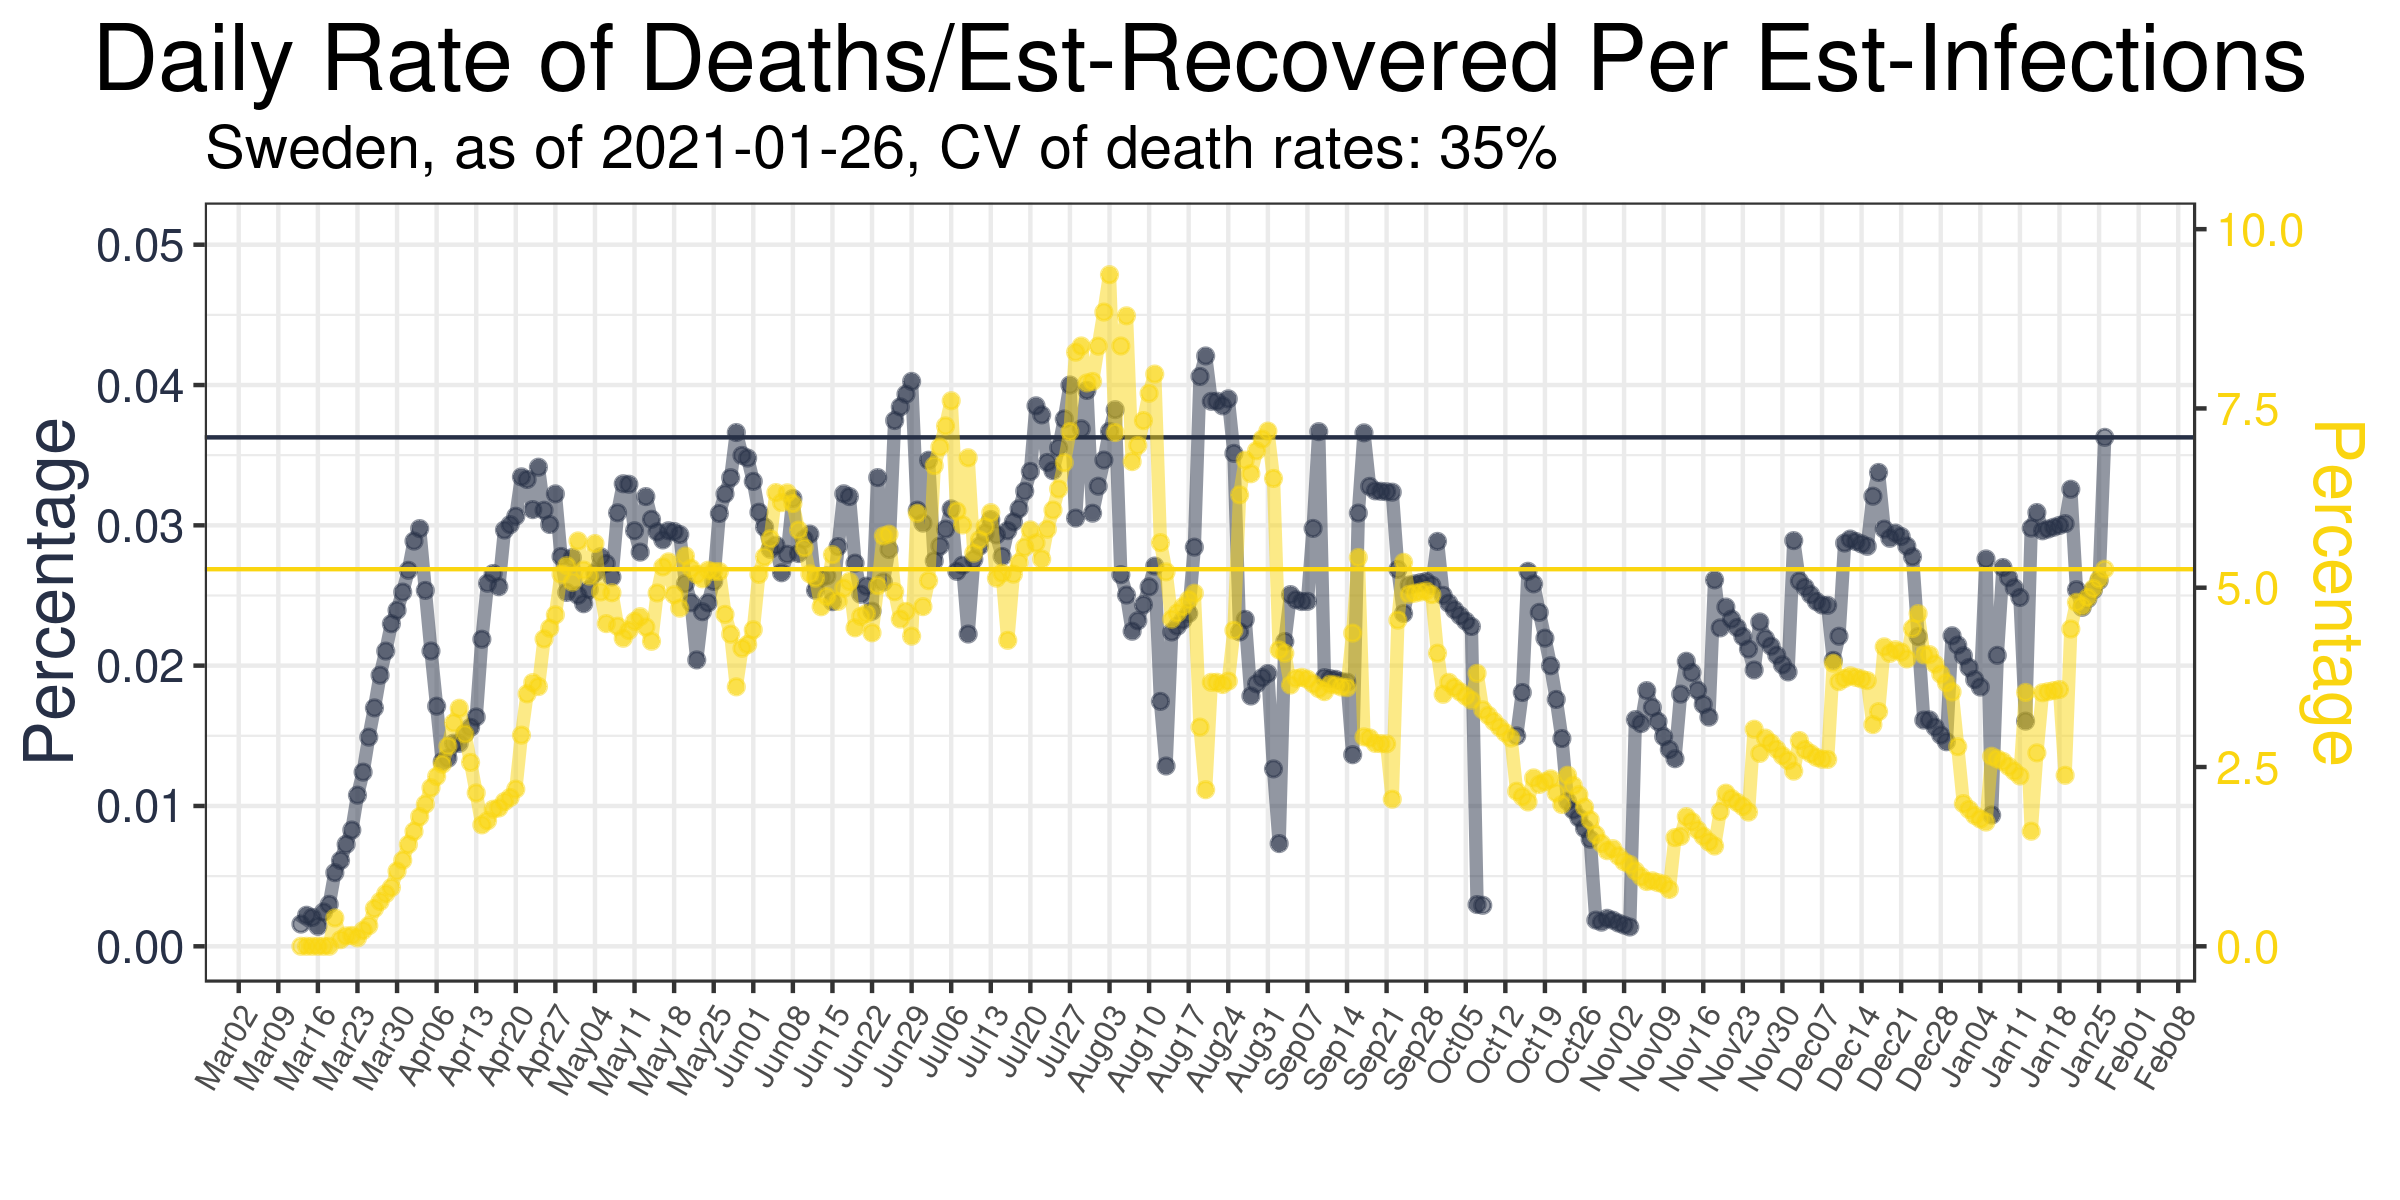 Daily Rate of Deaths/Est-Recovered Per Est-Infections
Sweden, as of 2021-01-26, CV of death rates: 35%
Percentage
0.05
0.04
0.03
0.02
0.01
0.00
10.0
7.5
5.0
2.5
0.0
Percentage
Mar02 Mar09 Mar16 Mar23 Mar30 Apr06 Apr13 Apr20 Apr27 May04 May11 May18 May25 Jun01 Jun08 Jun15 Jun22 Jun29 Jul06 Jul13 Jul20 Jul27 Aug03 Aug10 Aug17 Aug24 Aug31 Sep07 Sep14 Sep21 Sep28 Oct05 Oct12 Oct19 Oct26 Nov02 Nov09 Nov16 Nov23 Nov30 Dec07 Dec14 Dec21 Dec28 Jan04 Jan11 Jan18 Jan25 Feb01 Feb08